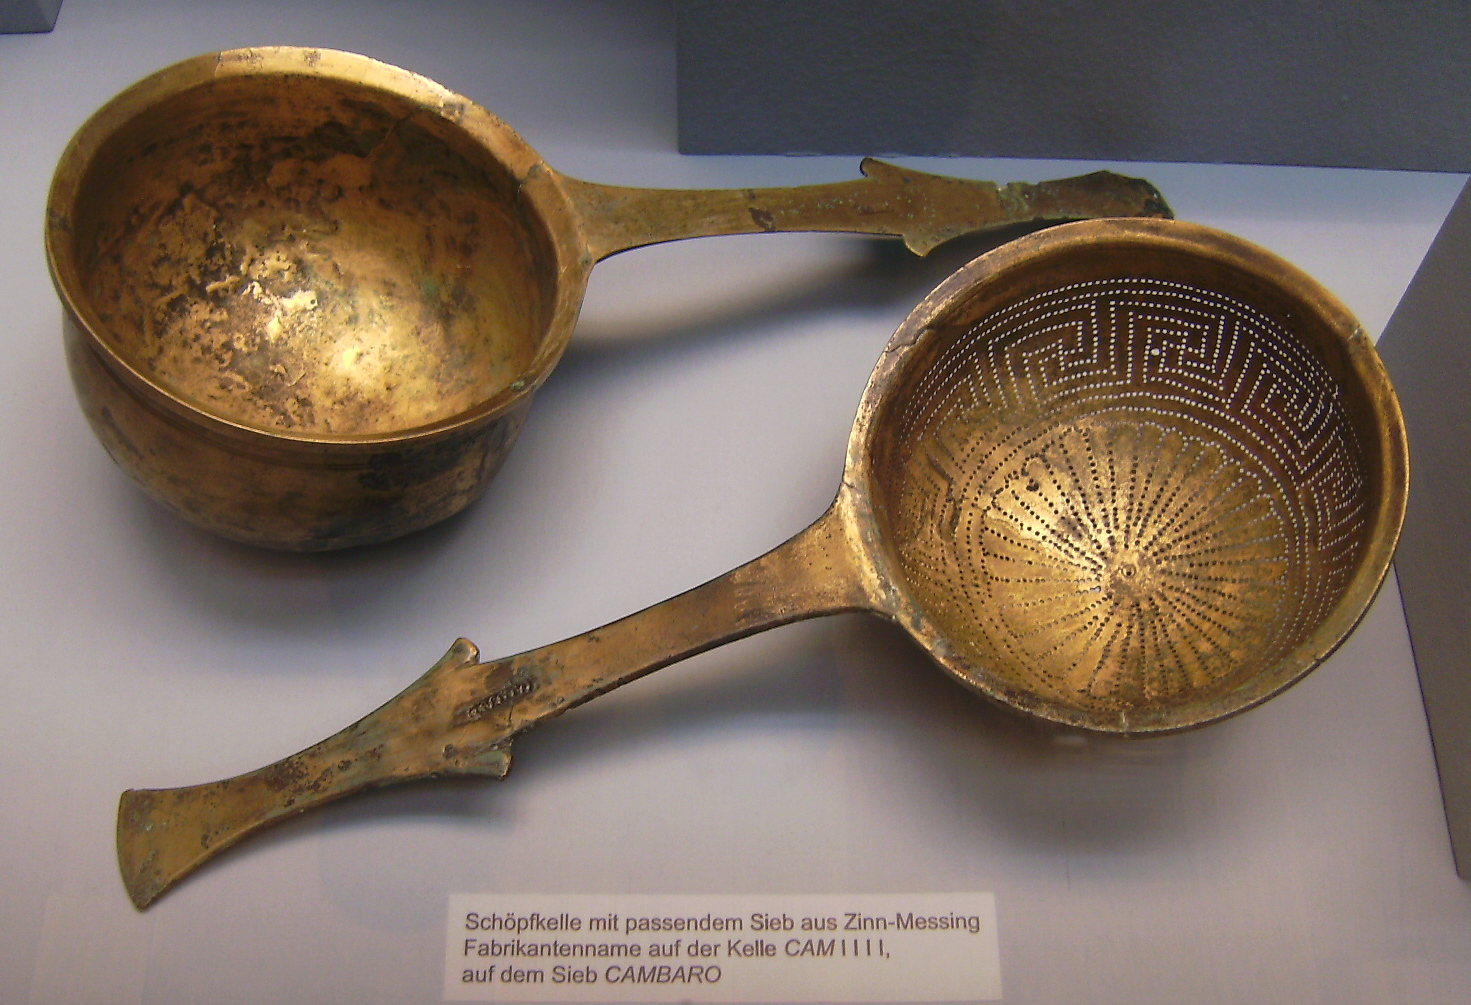 Schöpfkelle mit passendem Sieb aus Zinn-Messing
Fabrikantenname auf der Kelle CAM I I I I,
auf dem Sieb CAMBARO